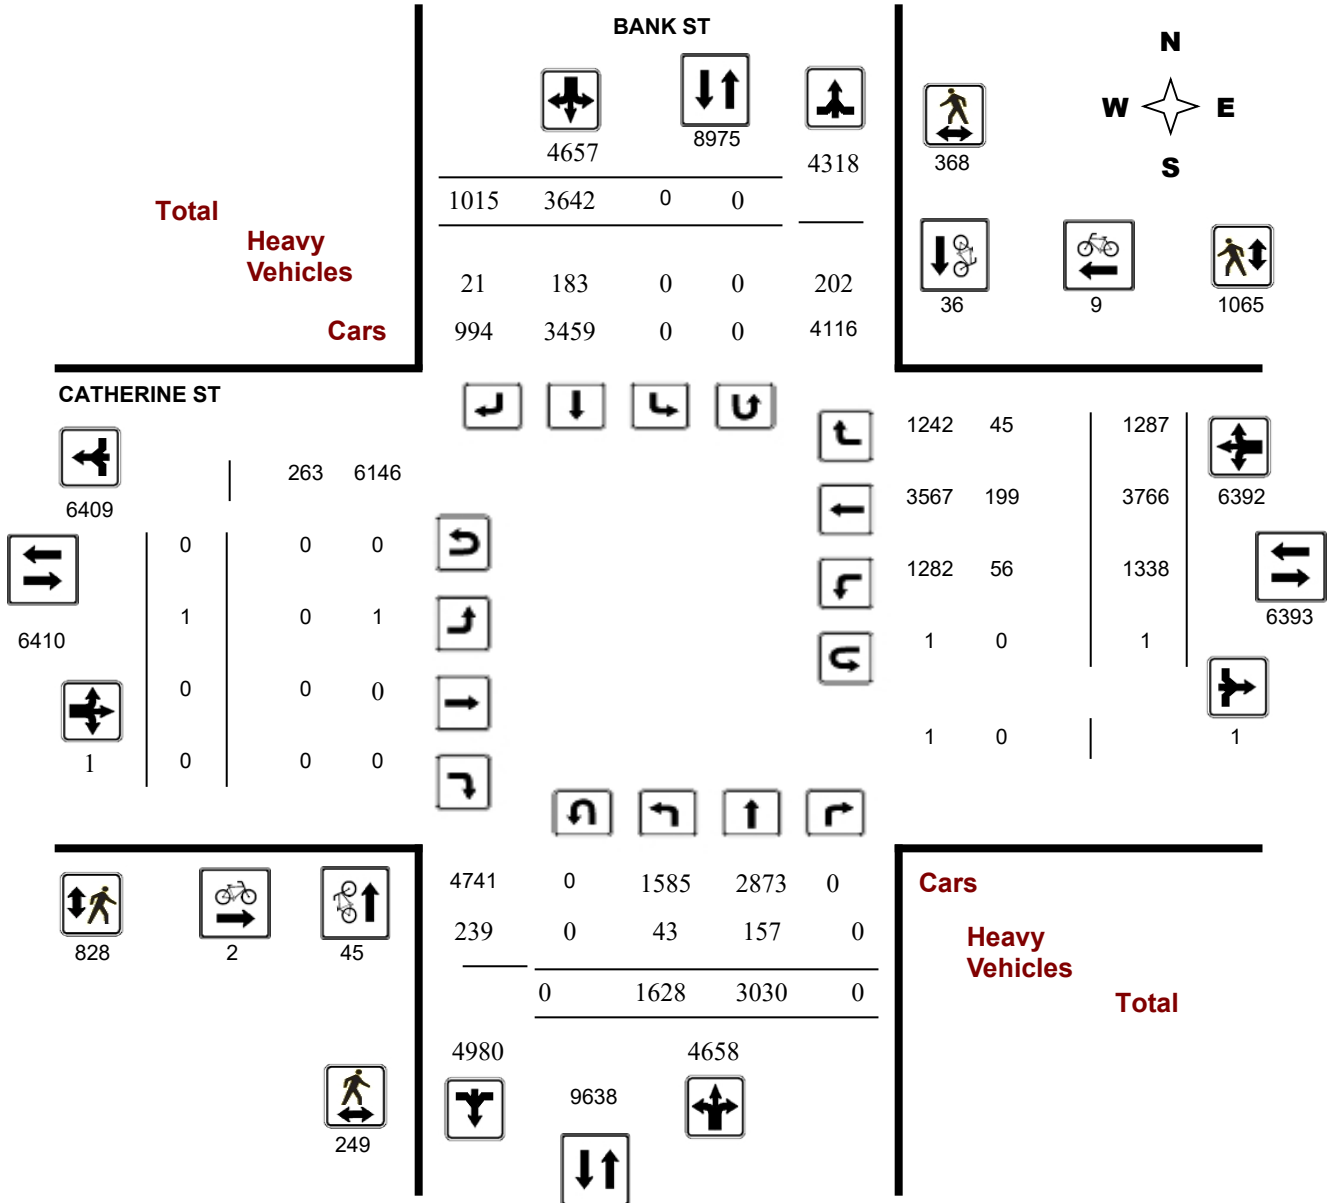 BANK ST
N
W E
S
4657 8975 4318 368
1015 3642 0 0
Total
Heavy
Vehicles
21 183 0 0 202
36 9 1065
Cars 994 3459 0 0 4116
CATHERINE ST
1242 45 1287
263 6146
6409
3567 199 3766 6392
0 0 0
1282 56 1338
1 0 1
6410
6393
1 0 1
0 0 0
1 0 1
1 0 0 0
4741 0 1585 2873 0 Cars
828 2 45
239 0 43 157 0 Heavy
Vehicles
0 1628 3030 0 Total
4980 4658
9638
249